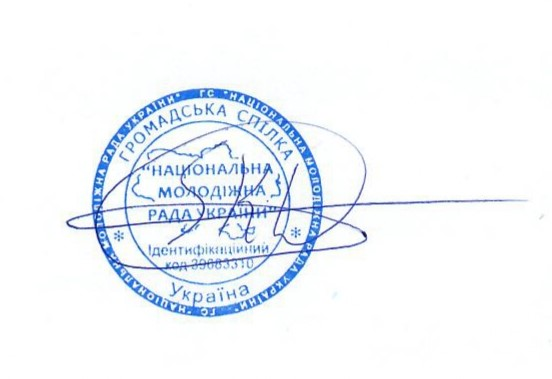 ГС "НАЦІОНАЛЬНА МОЛОДІЖНА РАДА УКРАЇНИ"
ГС "НАЦІОНАЛЬНА МОЛОДІЖНА РАДА УКРАЇНИ"
ГРОМАДСЬКА СПІЛКА
"НАЦІОНАЛЬНА
МОЛОДІЖНА
РАДА УКРАЇНИ"
* *
Ідентифікаційний
код 39683310
Україна